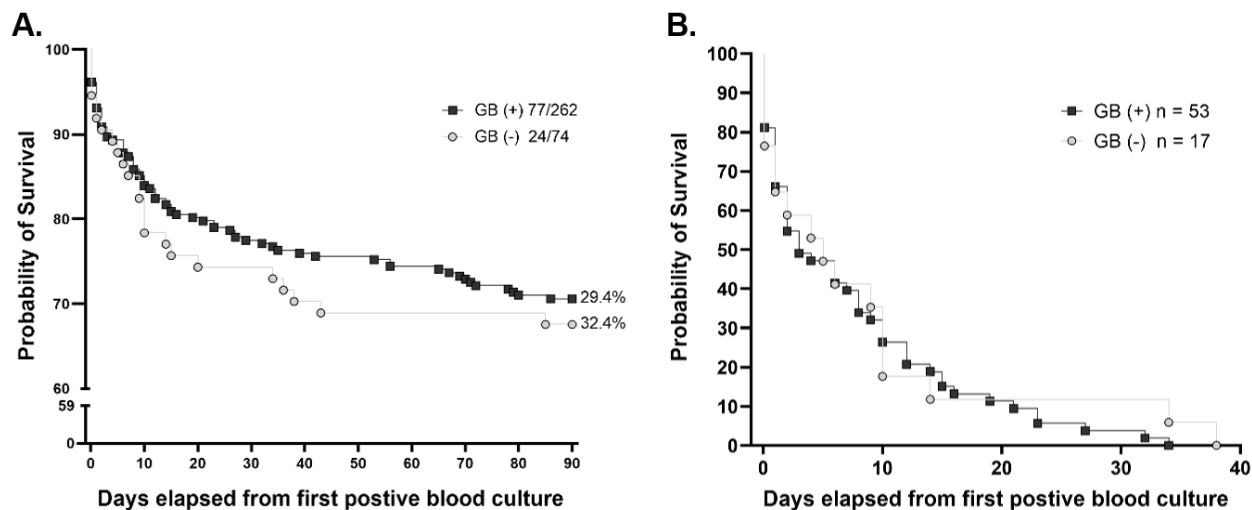 A.
Probability of Survival
100
90
80
70
60
59
0
GB (+) 77/262
GB (-) 24/74
29.4%
32.4%
0 10 20 30 40 50 60 70 80 90
Days elapsed from first postive blood culture
B.
Probability of Survival
100
90
80
70
60
50
40
30
20
10
0
GB (+) n = 53
GB (-) n = 17
0 10 20 30 40
Days elapsed from first postive blood culture